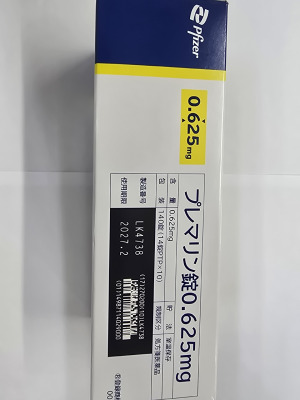 Pfizer
0.625mg
プレマリン錠0.625mg
含 量 0.625mg
包 装 140錠(14錠PTP×10)
貯 法 室温保存
規制区分 処方箋医薬品
製造番号 LK4738
使用期限 2027.2